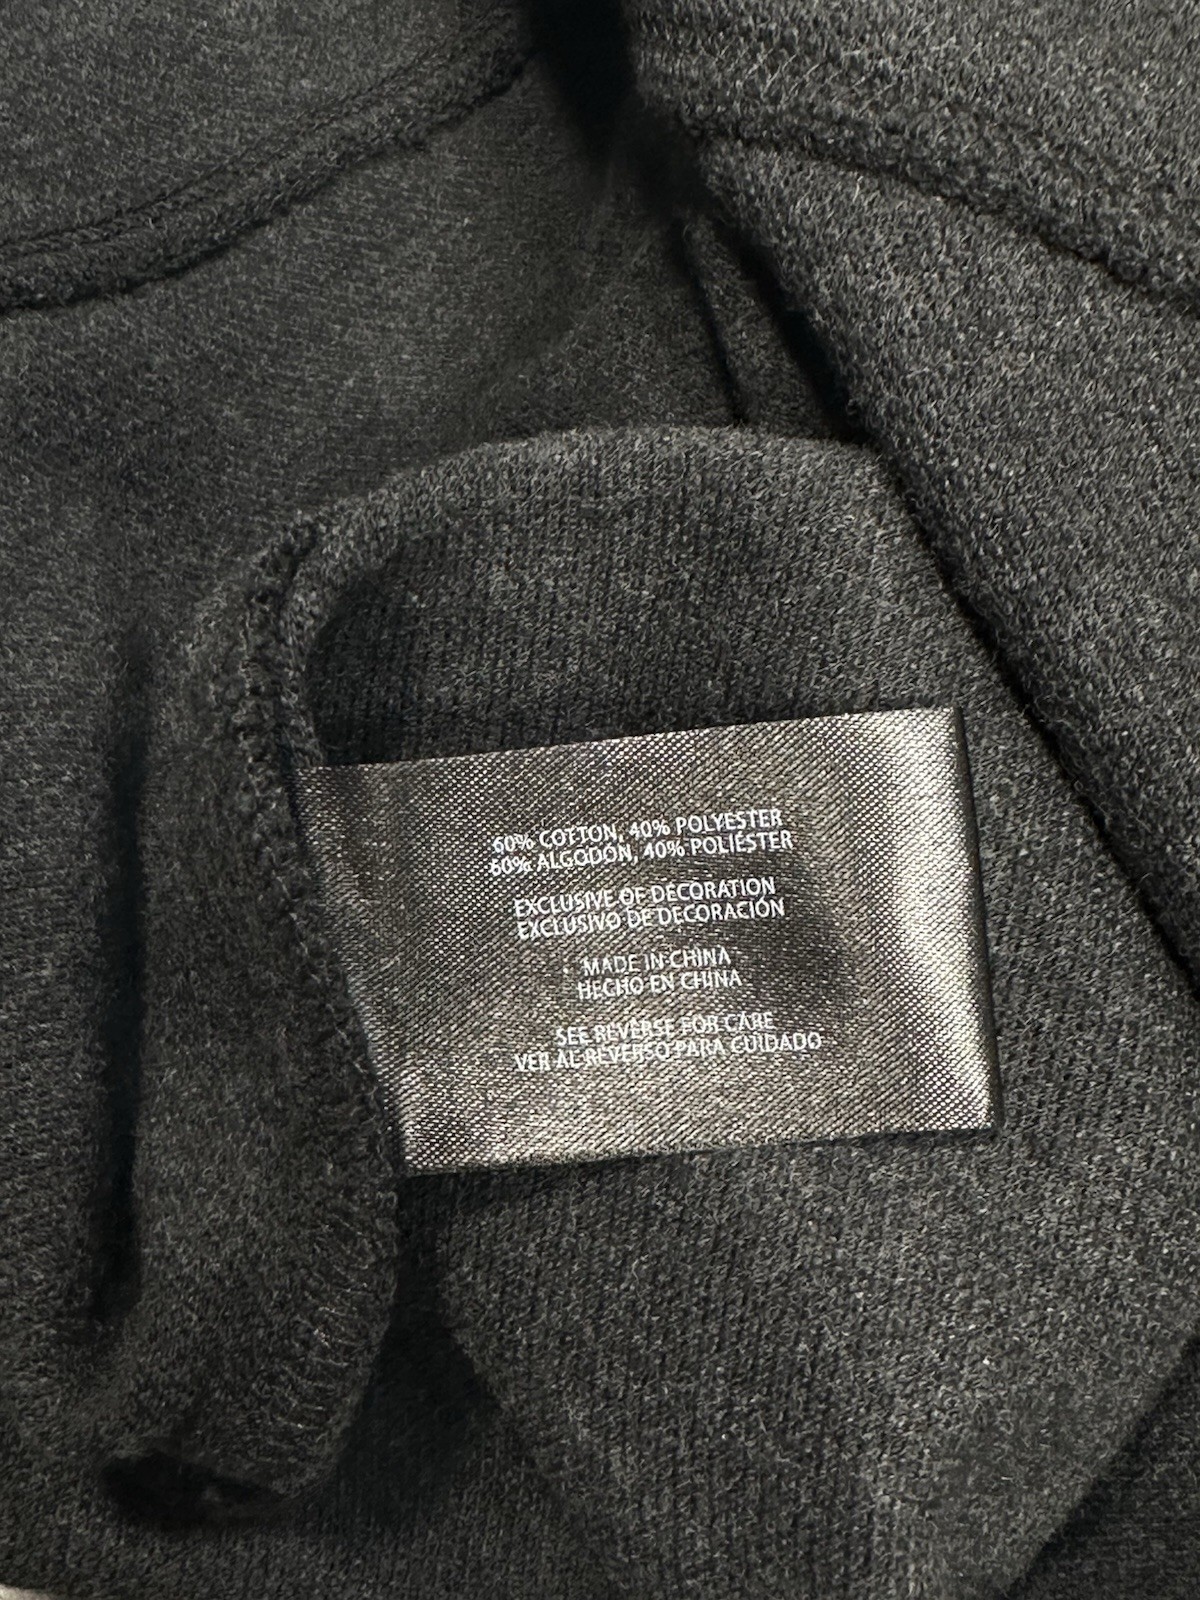 60% COTTON, 40% POLYESTER
60% ALGODÓN, 40% POLIÉSTER
EXCLUSIVE OF DECORATION
EXCLUSIVO DE DECORACIÓN
MADE IN CHINA
HECHO EN CHINA
SEE REVERSE FOR CARE
VER AL REVERSO PARA CUIDADO